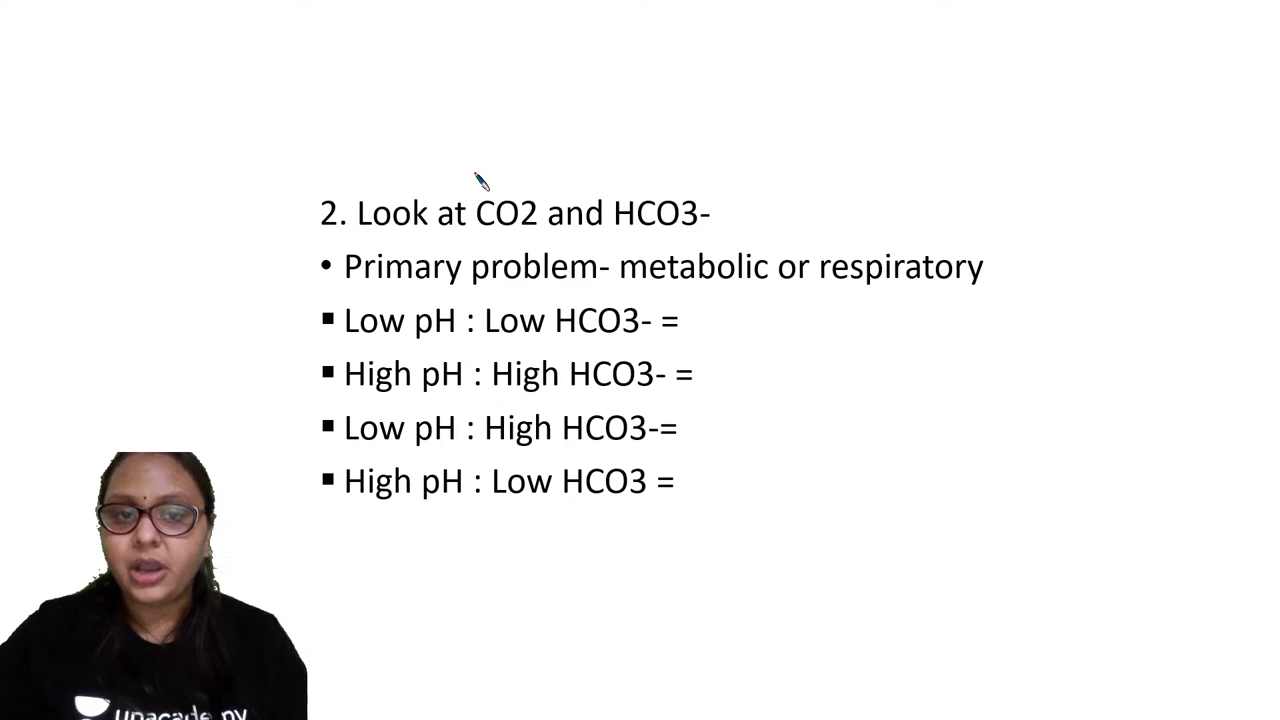 2. Look at CO2 and HCO3-
• Primary problem- metabolic or respiratory
▪ Low pH : Low HCO3- =
▪ High pH : High HCO3- =
▪ Low pH : High HCO3-=
▪ High pH : Low HCO3 =
unacademy